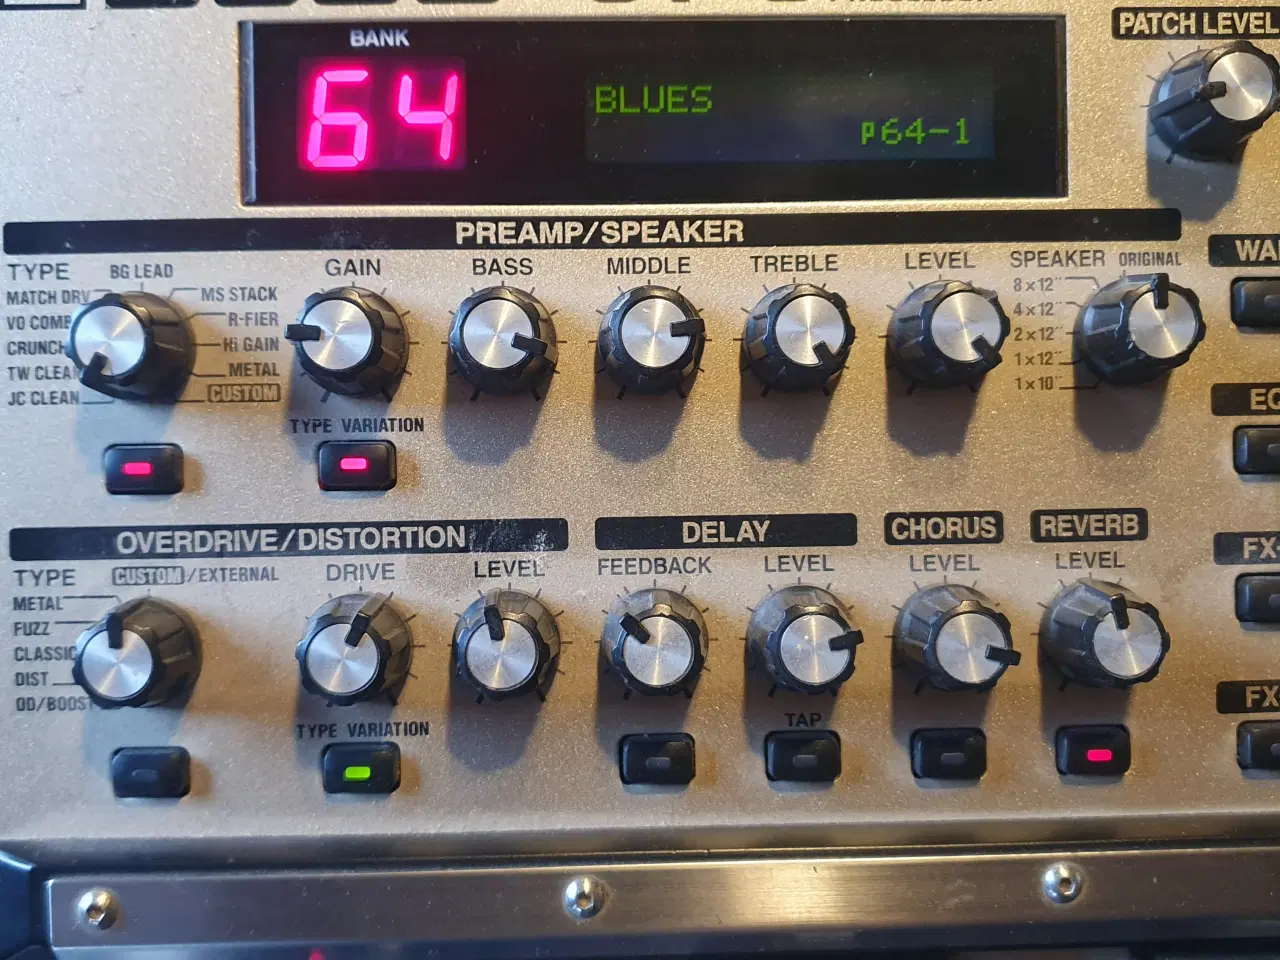 BANK
PATCH LEVEL
64
BLUES
P64-1
PREAMP/SPEAKER
TYPE
BG LEAD
MATCH DRV
VO COMB
CRUNCH
TW CLEAN
JC CLEAN
MS STACK
R-FIER
Hi GAIN
METAL
CUSTOM
GAIN
BASS
MIDDLE
TREBLE
LEVEL
SPEAKER
ORIGINAL
8×12"
4×12"
2×12"
1×12"
1×10"
TYPE VARIATION
OVERDRIVE/DISTORTION
DELAY
CHORUS
REVERB
TYPE
CUSTOM/EXTERNAL
METAL
FUZZ
CLASSIC
DIST
OD/BOOST
DRIVE
LEVEL
FEEDBACK
LEVEL
LEVEL
LEVEL
TYPE VARIATION
TAP
EQ
FX
FX